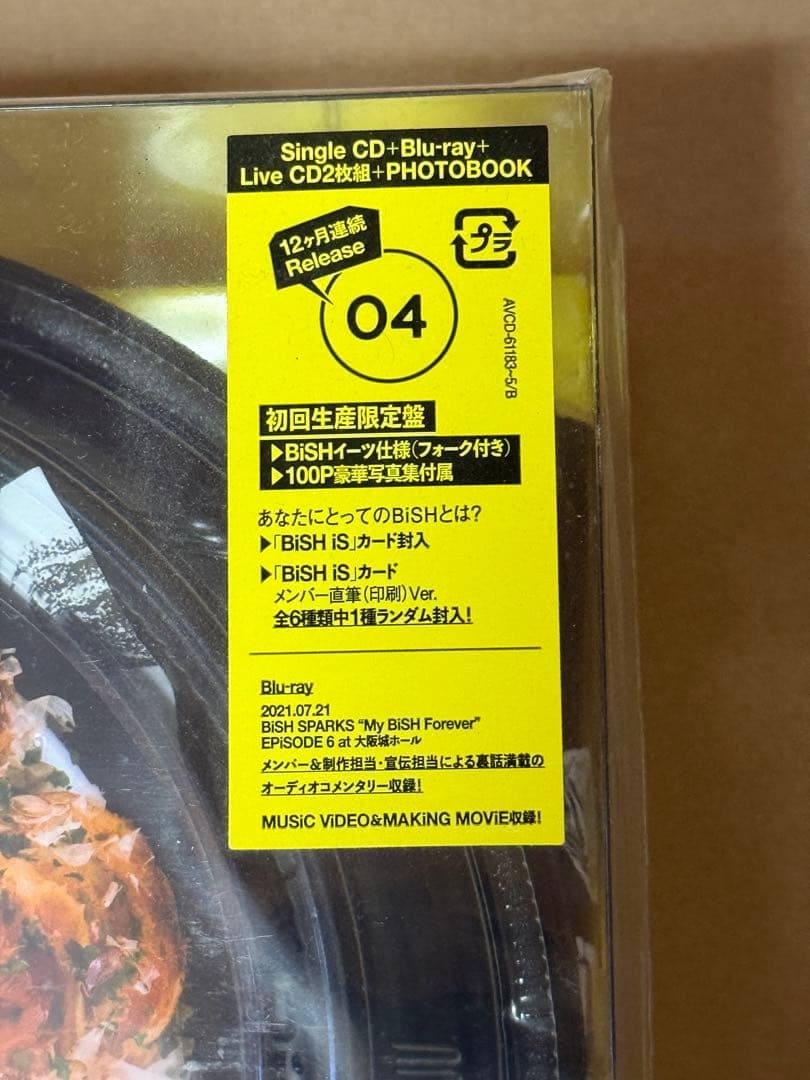 Single CD+Blu-ray+
Live CD2枚組+PHOTOBOOK
12ヶ月連続
Release
04
プラ
AVCD-61183~5/B
初回生産限定盤
▶BiSHイーツ仕様(フォーク付き)
▶100P豪華写真集付属
あなたにとってのBiSHとは?
▶「BiSH iS」カード封入
▶「BiSH iS」カード
メンバー直筆(印刷)Ver.
全6種類中1種ランダム封入!
Blu-ray
2021.07.21
BiSH SPARKS “My BiSH Forever”
EPiSODE 6 at 大阪城ホール
メンバー&制作担当・宣伝担当による裏話満載の
オーディオコメンタリー収録!
MUSiC ViDEO&MAKiNG MOViE収録!